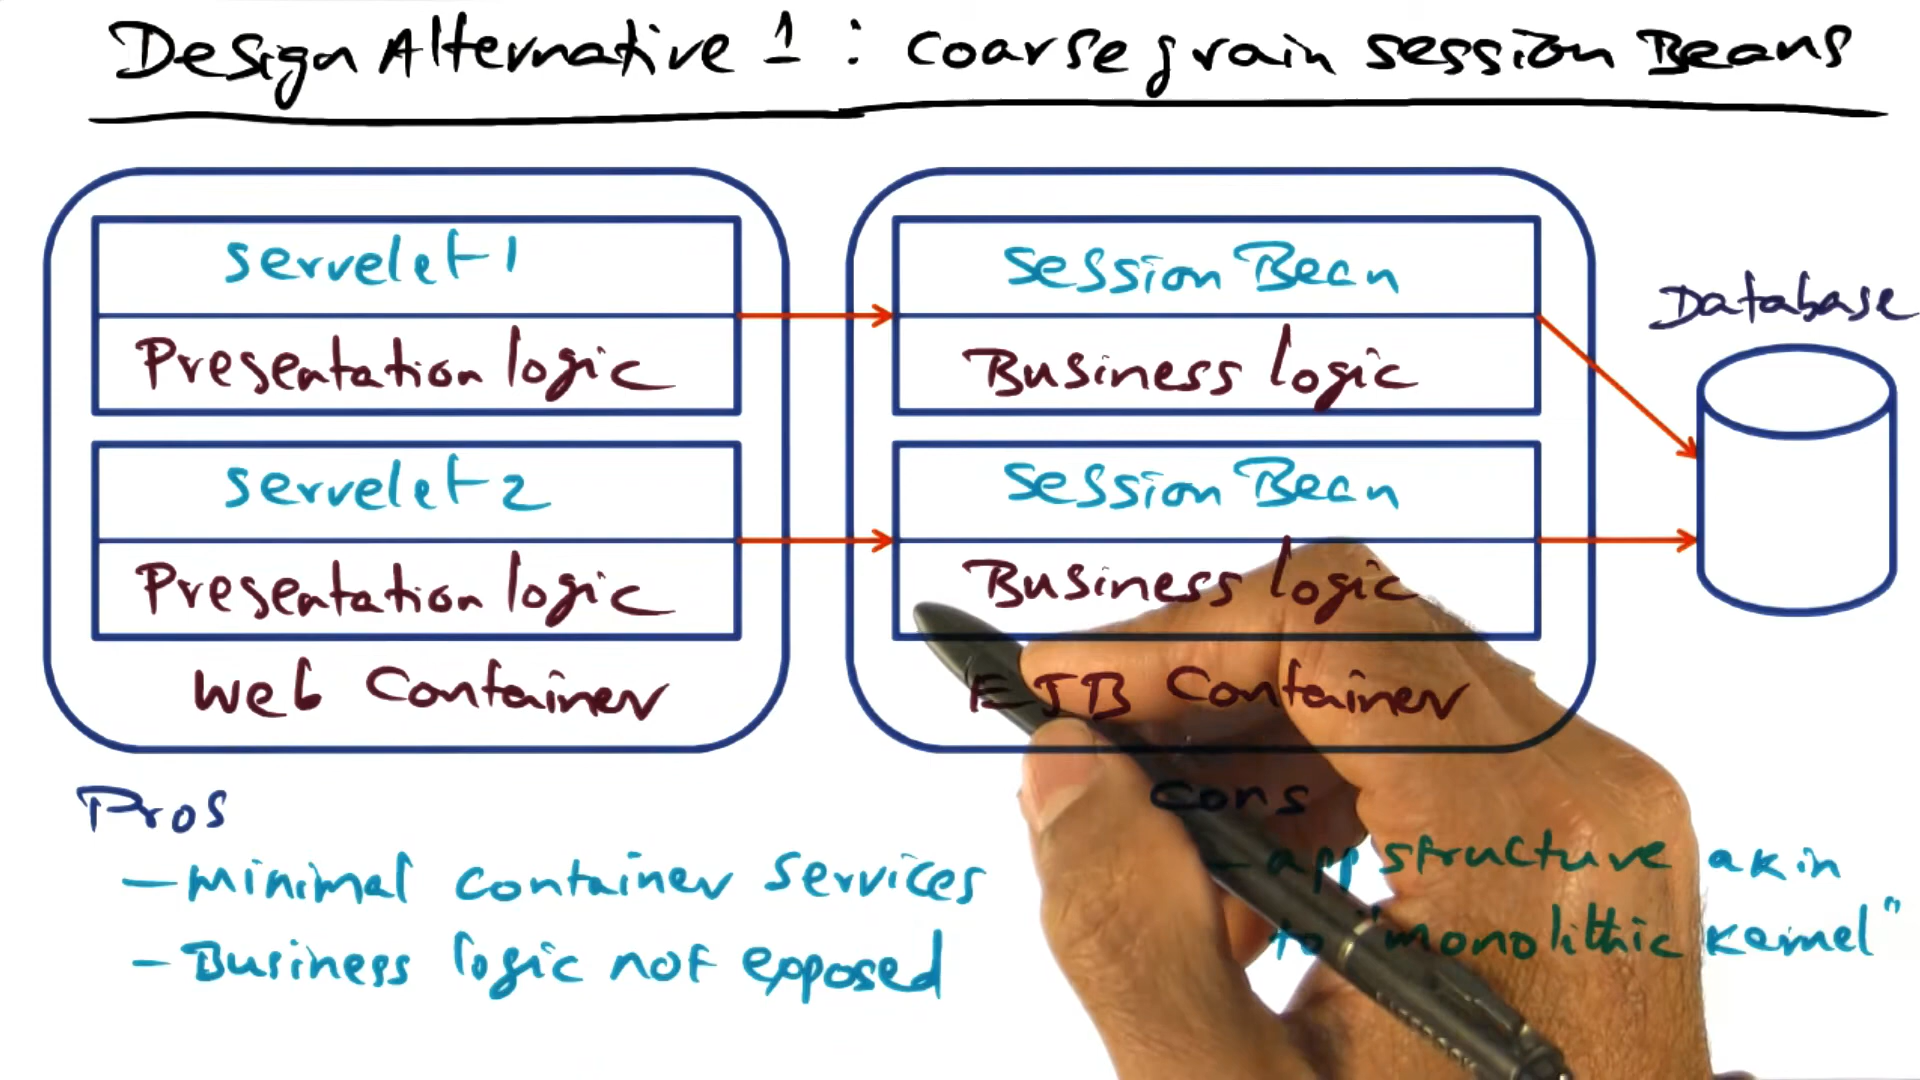 Design Alternative 1 : coarse grain session Beans
servelet 1
Presentation logic
servelet 2
Presentation logic
Web Container
Session Bean
Business logic
Session Bean
Business logic
EJB Container
Database
Pros
- minimal container services
- Business logic not exposed
Cons
- app structure akin
to "monolithic kernel"